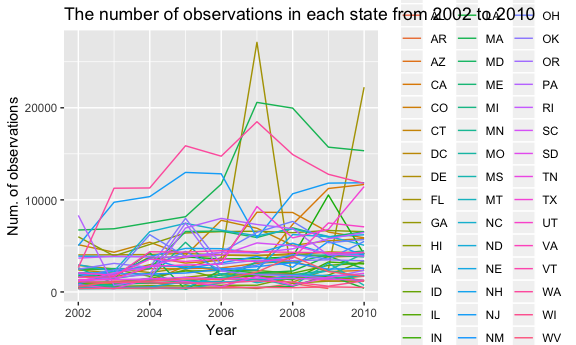 The number of observations in each state from 2002 to 2010
Num. of observations
20000
10000
0
2002 2004 2006 2008 2010
Year
AL LA OH
AR MA OK
AZ MD OR
CA ME PA
CO MI RI
CT MN SC
DC MO SD
DE MS TN
FL MT TX
GA NC UT
HI ND VA
IA NE VT
ID NH WA
IL NJ WI
IN NM WV